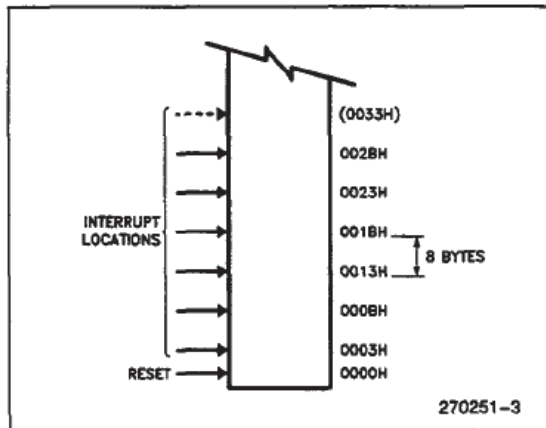 (0033H)
002BH
0023H
INTERRUPT
LOCATIONS
001BH
8 BYTES
0013H
000BH
0003H
RESET
0000H
270251-3